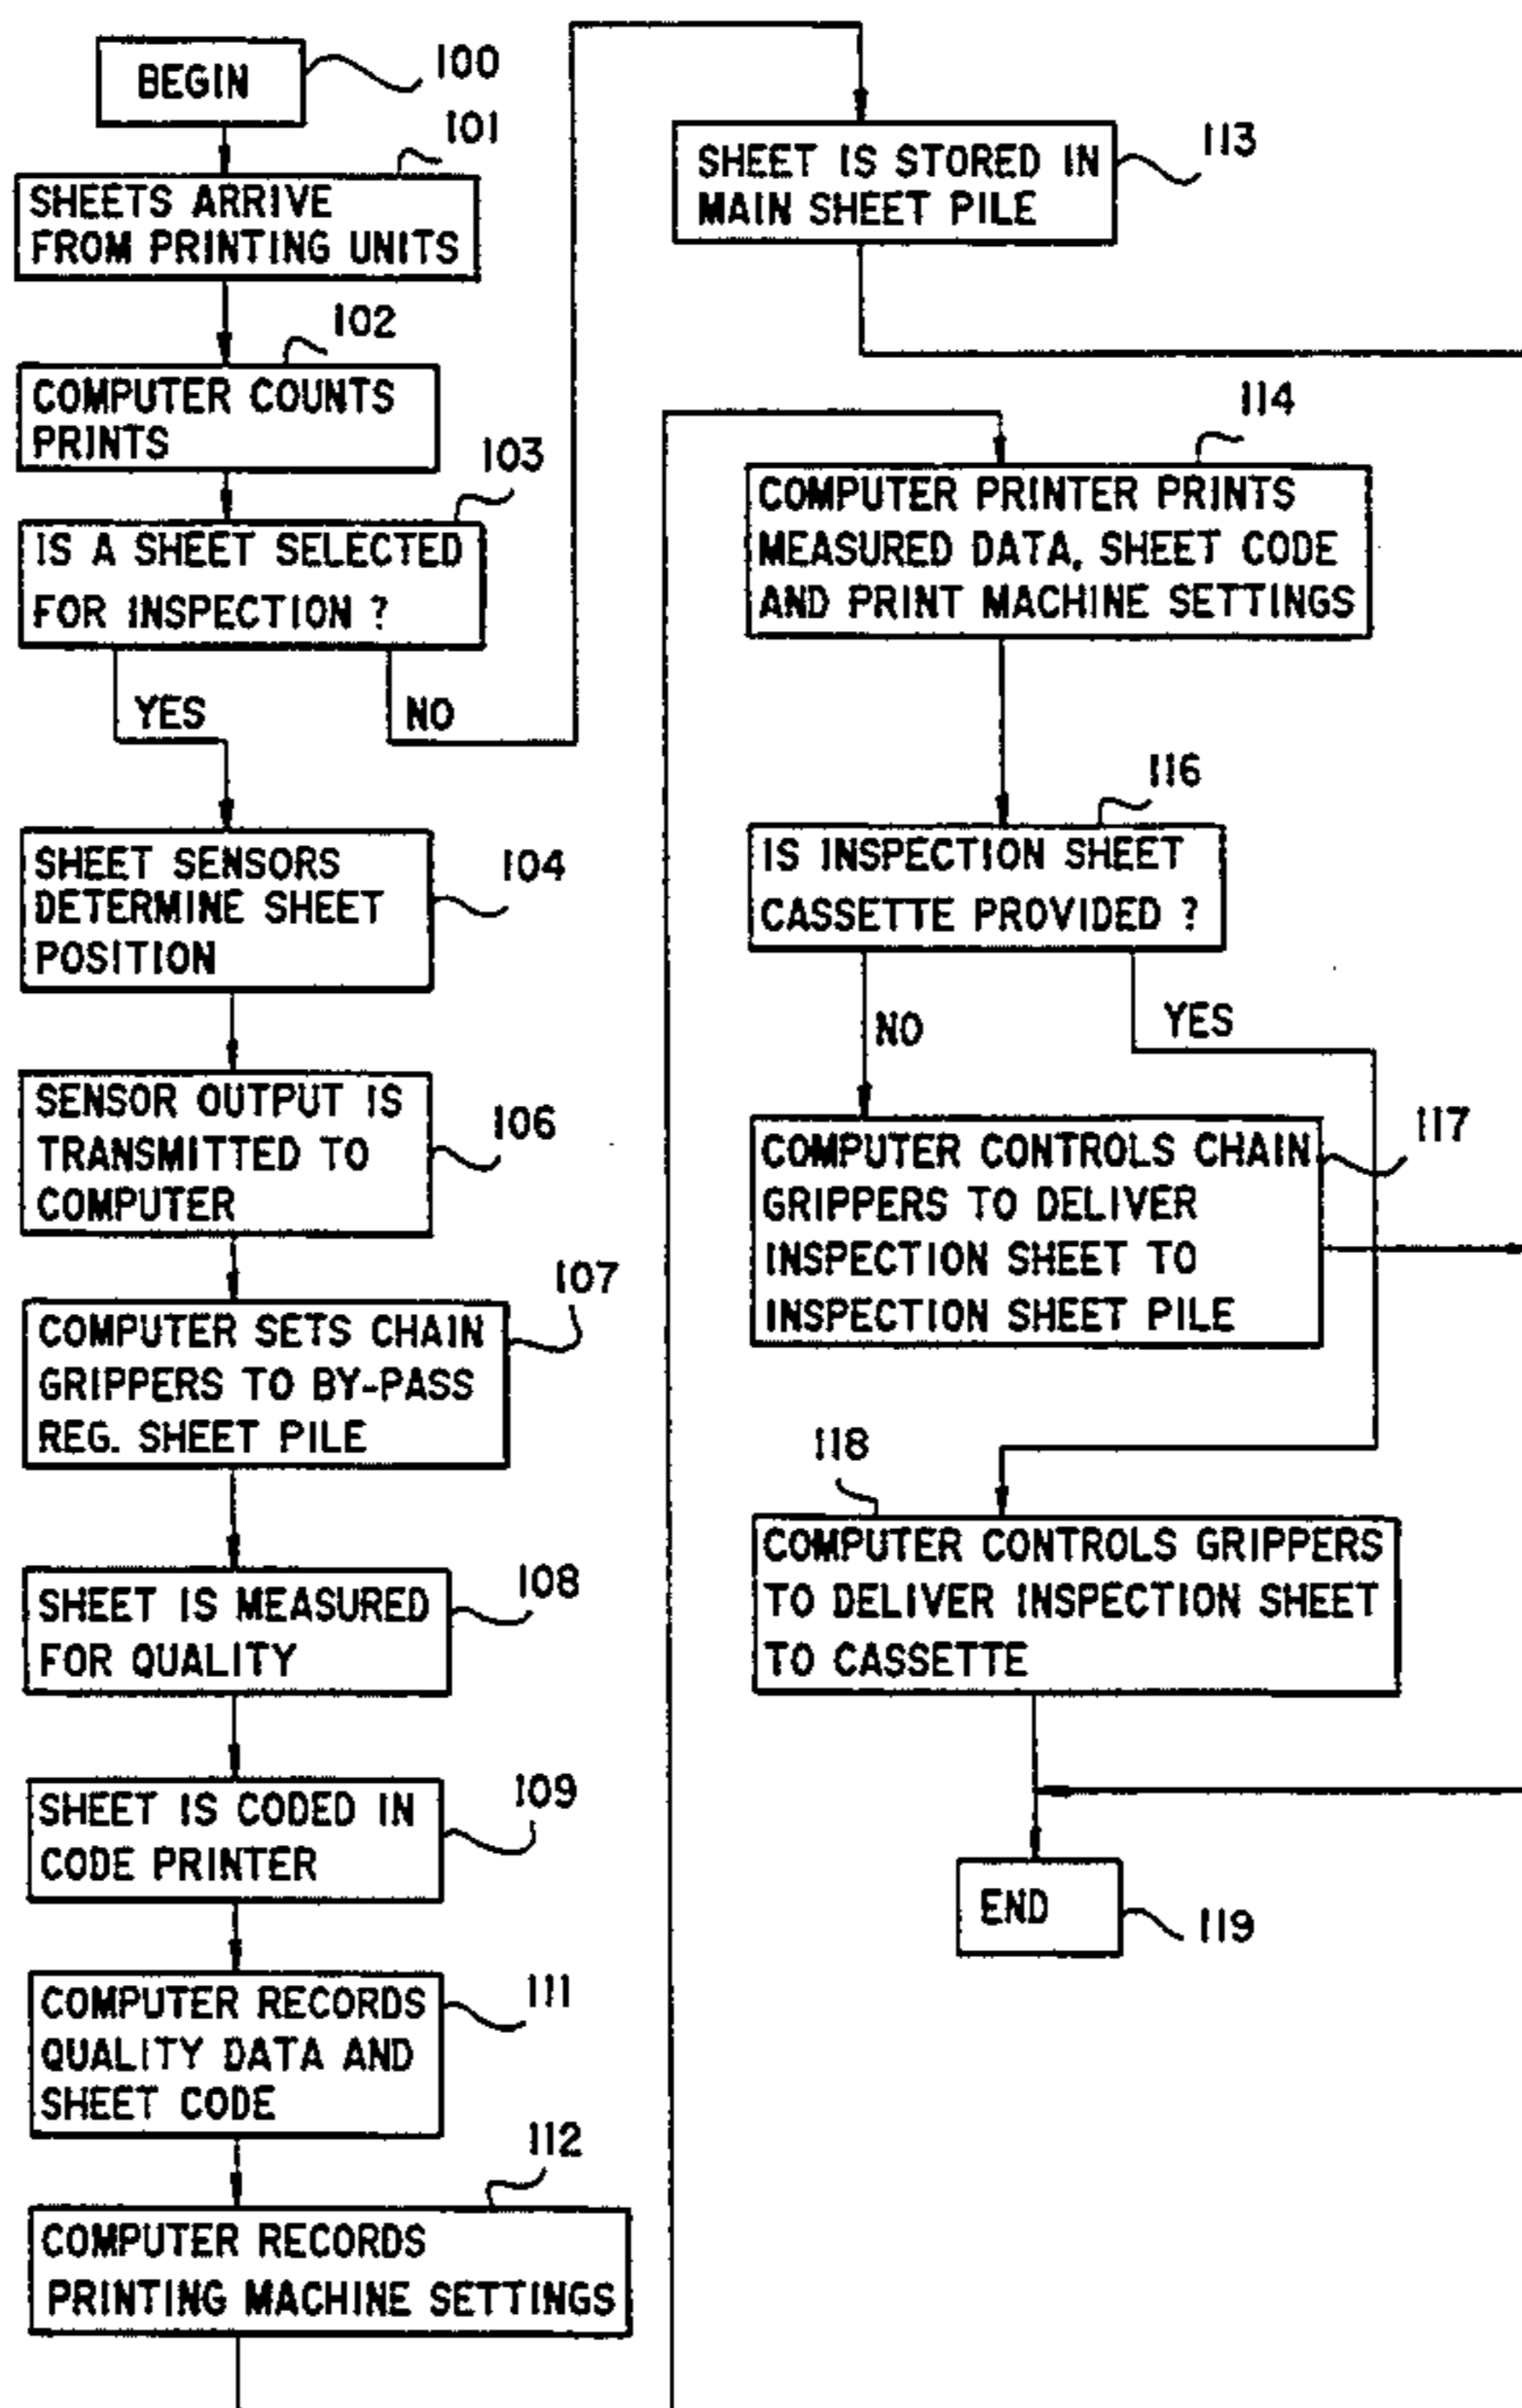 BEGIN
100
101
SHEETS ARRIVE
FROM PRINTING UNITS
102
COMPUTER COUNTS
PRINTS
103
IS A SHEET SELECTED
FOR INSPECTION ?
YES
NO
SHEET SENSORS
DETERMINE SHEET
POSITION
104
SENSOR OUTPUT IS
TRANSMITTED TO
COMPUTER
106
107
COMPUTER SETS CHAIN
GRIPPERS TO BY-PASS
REG. SHEET PILE
108
SHEET IS MEASURED
FOR QUALITY
109
SHEET IS CODED IN
CODE PRINTER
111
COMPUTER RECORDS
QUALITY DATA AND
SHEET CODE
112
COMPUTER RECORDS
PRINTING MACHINE SETTINGS
113
SHEET IS STORED IN
MAIN SHEET PILE
114
COMPUTER PRINTER PRINTS
MEASURED DATA, SHEET CODE
AND PRINT MACHINE SETTINGS
116
IS INSPECTION SHEET
CASSETTE PROVIDED ?
NO
YES
117
COMPUTER CONTROLS CHAIN
GRIPPERS TO DELIVER
INSPECTION SHEET TO
INSPECTION SHEET PILE
118
COMPUTER CONTROLS GRIPPERS
TO DELIVER INSPECTION SHEET
TO CASSETTE
END
119